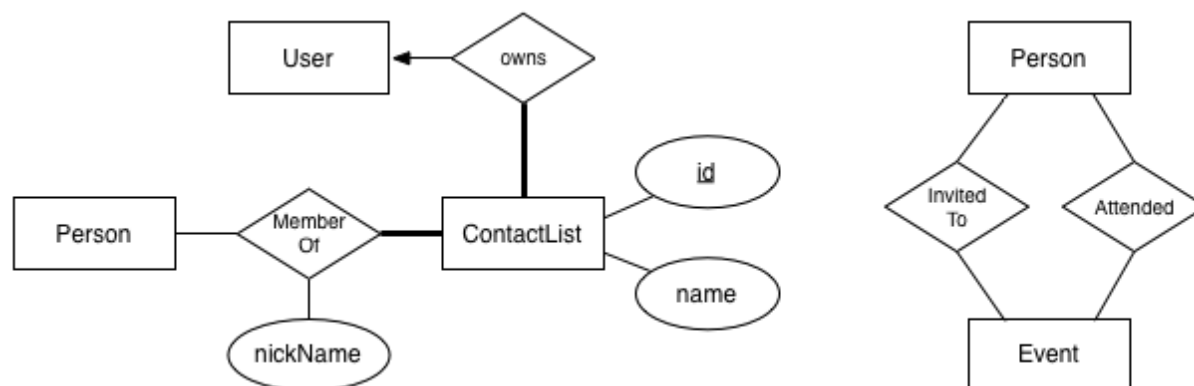 User
owns
Person
id
Person
Member
Of
ContactList
Invited
To
Attended
name
nickName
Event